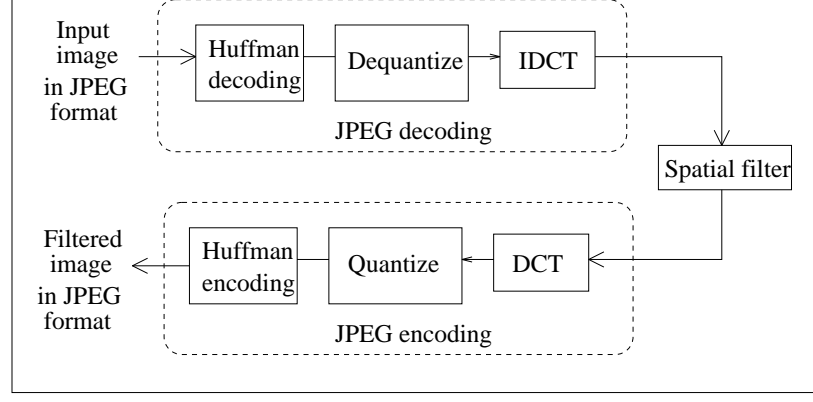 Input
image
in JPEG
format
Huffman
decoding
Dequantize
IDCT
JPEG decoding
Spatial filter
Filtered
image
in JPEG
format
Huffman
encoding
Quantize
DCT
JPEG encoding